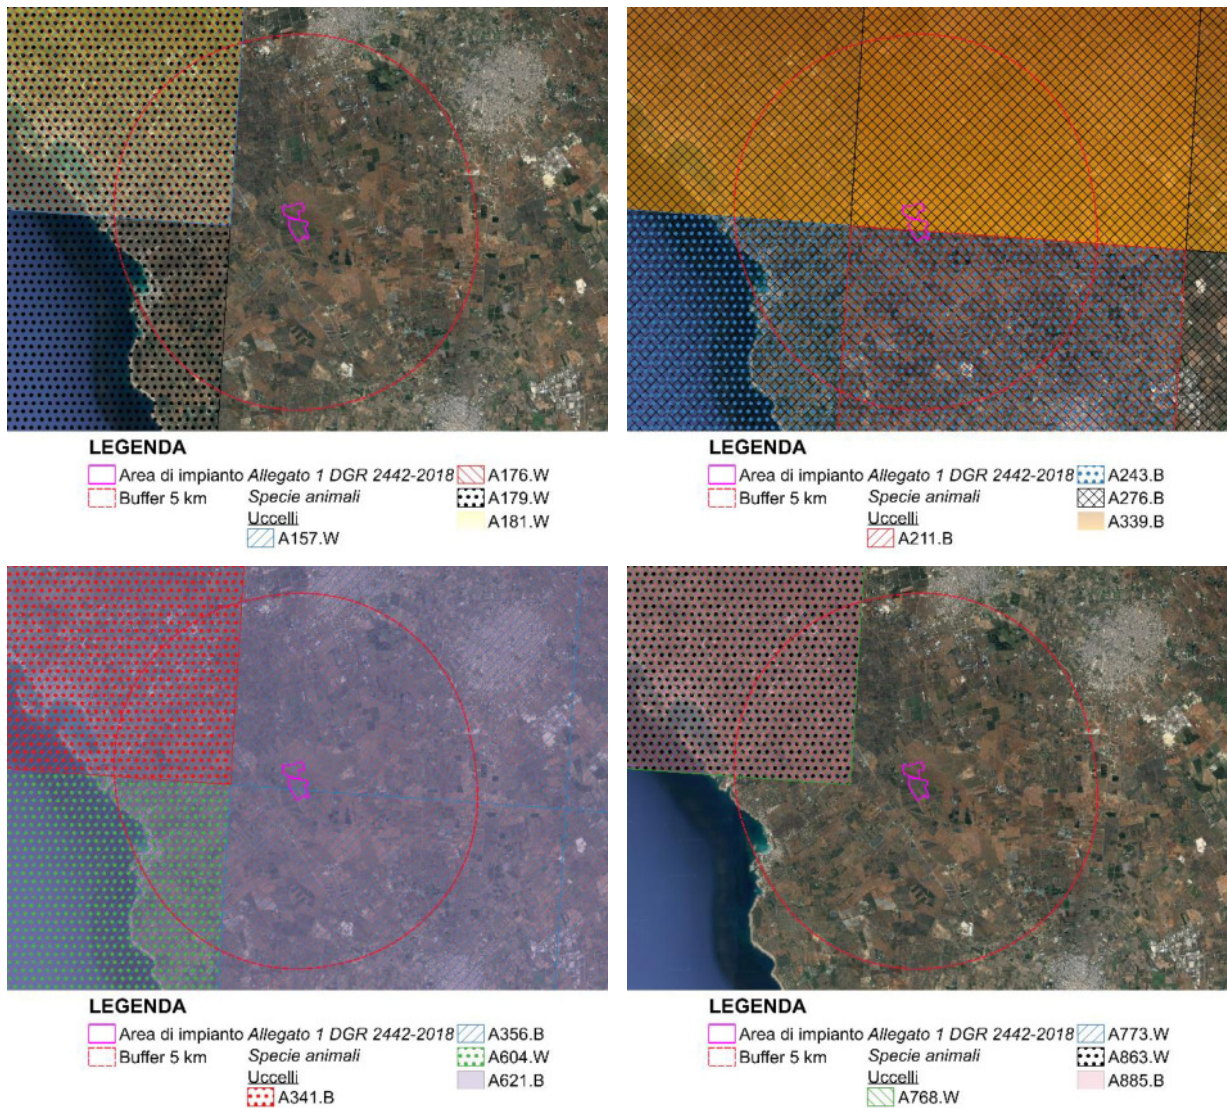 LEGENDA
Area di impianto Allegato 1 DGR 2442-2018 A176.W
Buffer 5 km Specie animali A179.W
Uccelli A181.W
A157.W
LEGENDA
Area di impianto Allegato 1 DGR 2442-2018 A243.B
Buffer 5 km Specie animali A276.B
Uccelli A339.B
A211.B
LEGENDA
Area di impianto Allegato 1 DGR 2442-2018 A356.B
Buffer 5 km Specie animali A604.W
Uccelli A621.B
A341.B
LEGENDA
Area di impianto Allegato 1 DGR 2442-2018 A773.W
Buffer 5 km Specie animali A863.W
Uccelli A885.B
A768.W